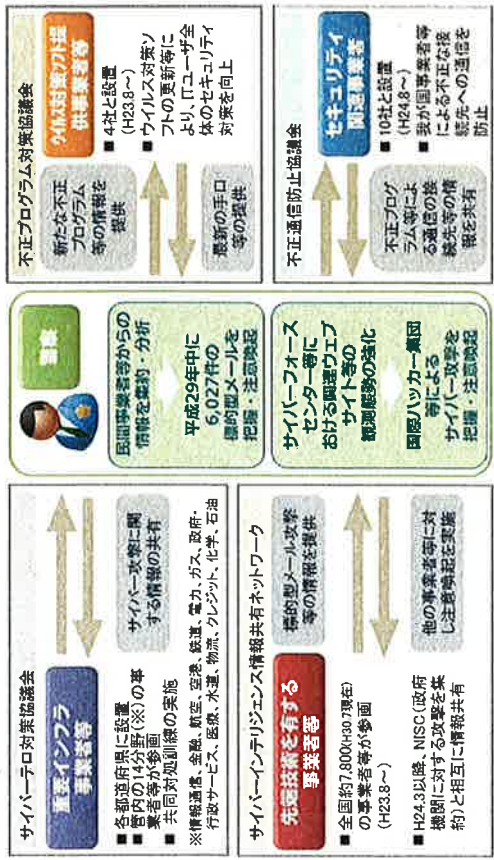 サイバーテロ対策協議会
重要インフラ
事業者等
サイバー攻撃に関
する情報の共有
■各都道府県に設置
■管内の14分野(※)の事
業者等が参画
■共同対処訓練の実施
※情報通信、金融、航空、空港、鉄道、電力、ガス、政府・
行政サービス、医療、水道、物流、クレジット、化学、石油
サイバーインテリジェンス情報共有ネットワーク
先端技術を有する
事業者等
標的型メール攻撃
等の情報を提供
他の事業者等に対
し注意喚起を実施
■全国約7,800(H30.7現在)
の事業者等が参画
(H23.8~)
■H24.3以降、NISC(政府
機関に対する攻撃を集
約)と相互に情報共有
警察
民間事業者等からの
情報を集約・分析
平成29年中に
6,027件の
標的型メールを
把握・注意喚起
サイバーフォース
センター等に
おける関連ウェブ
サイト等の
観測態勢の強化
国際ハッカー集団
等による
サイバー攻撃を
把握・注意喚起
不正プログラム対策協議会
新たな不正
プログラム
等の情報を
提供
最新の手口
等の提供
ウイルス対策ソフト提
供事業者等
■4社と設置
(H23.8~)
■ウイルス対策ソ
フトの更新等に
より、ITユーザ全
体のセキュリティ
対策を向上
不正通信防止協議会
不正プログ
ラム等によ
る通信の接
続先等の情
報を共有
セキュリティ
関連事業者
■10社と設置
(H24.8~)
■我が国事業者等
による不正な接
続先への通信を
防止